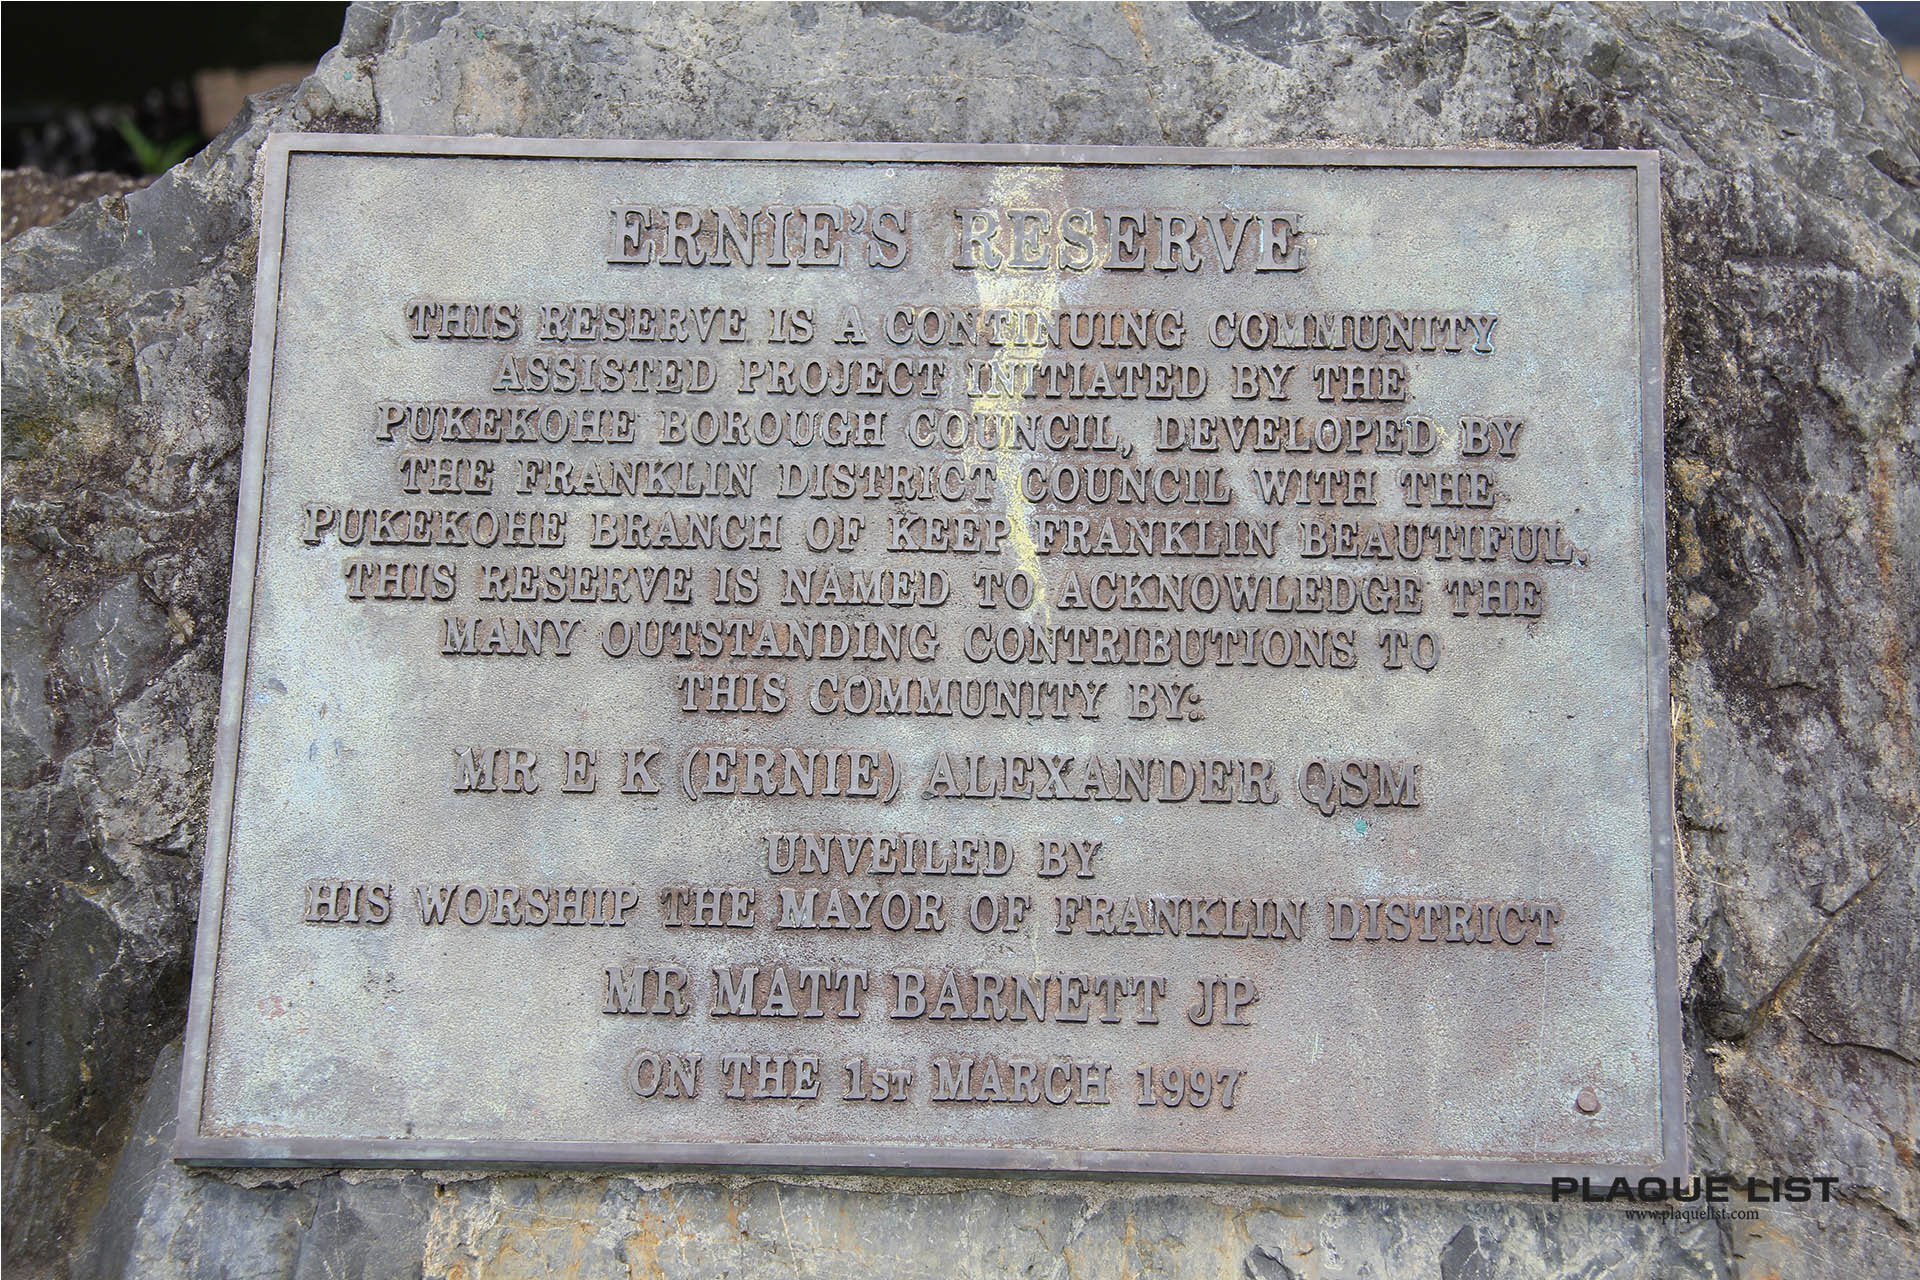 ERNIE'S RESERVE
THIS RESERVE IS A CONTINUING COMMUNITY
ASSISTED PROJECT INITIATED BY THE
PUKEKOHE BOROUGH COUNCIL, DEVELOPED BY
THE FRANKLIN DISTRICT COUNCIL WITH THE
PUKEKOHE BRANCH OF KEEP FRANKLIN BEAUTIFUL.
THIS RESERVE IS NAMED TO ACKNOWLEDGE THE
MANY OUTSTANDING CONTRIBUTIONS TO
THIS COMMUNITY BY:
MR E K (ERNIE) ALEXANDER QSM
UNVEILED BY
HIS WORSHIP THE MAYOR OF FRANKLIN DISTRICT
MR MATT BARNETT JP
ON THE 1ST MARCH 1997
PLAQUE LIST
www.plaquelist.com